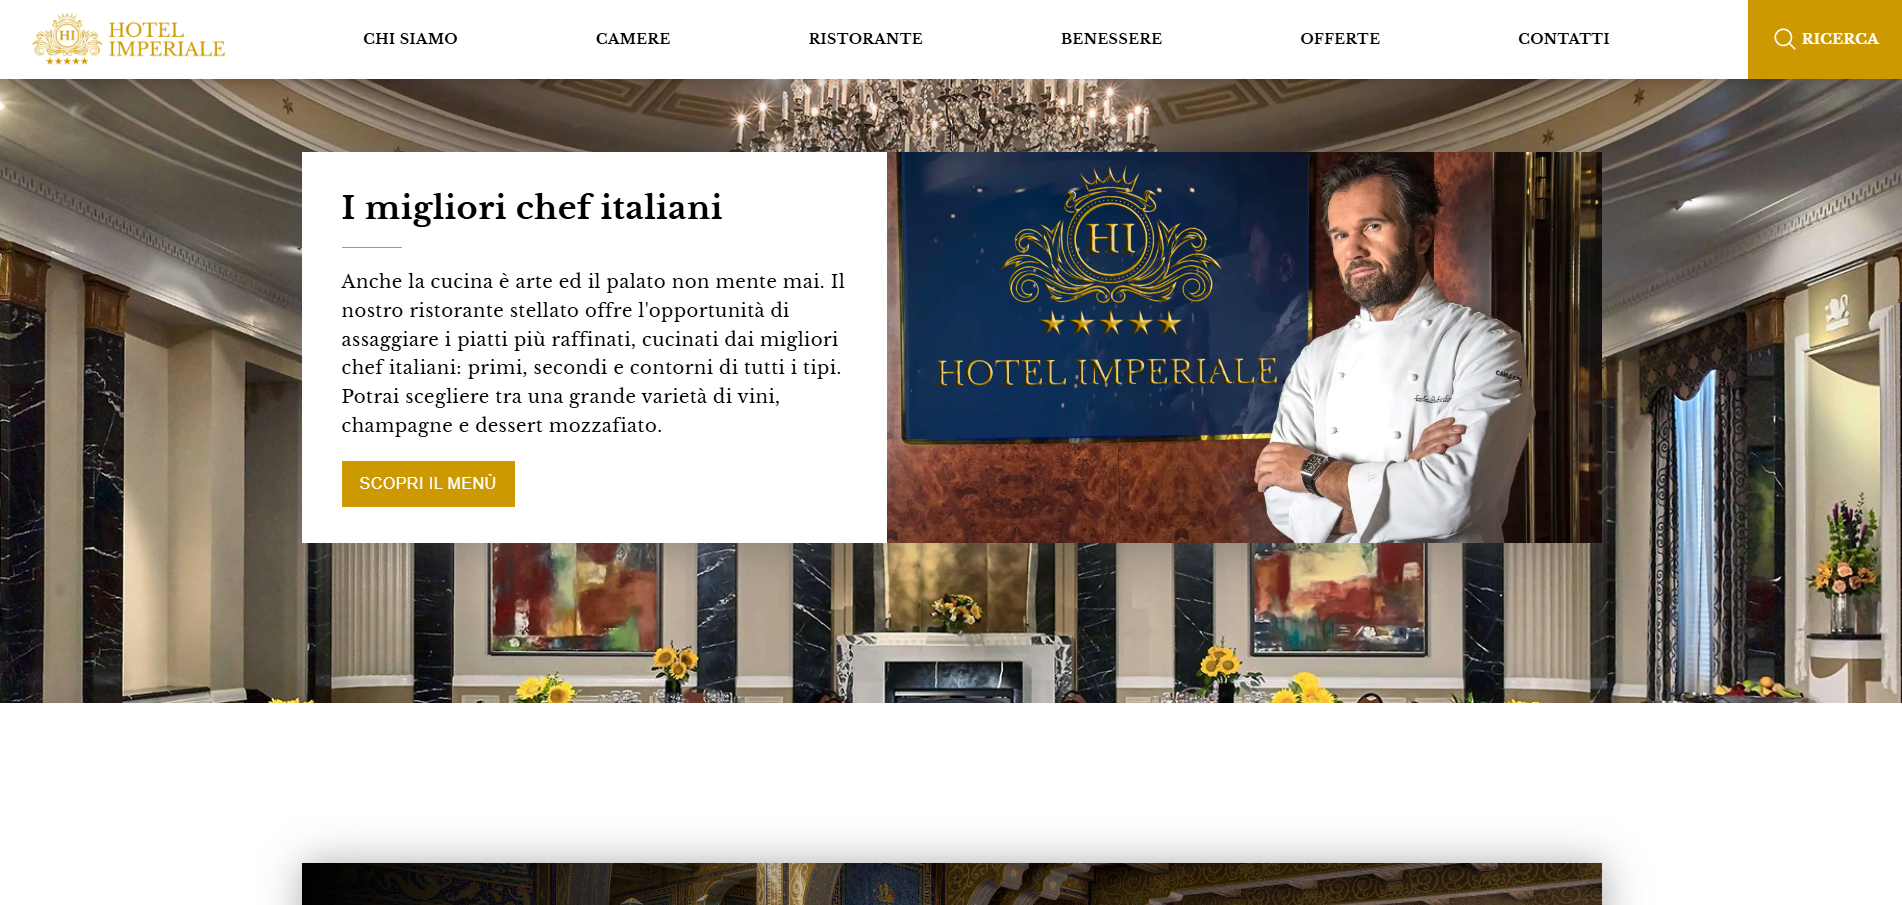 HOTEL
IMPERIALE
CHI SIAMO
CAMERE
RISTORANTE
BENESSERE
OFFERTE
CONTATTI
RICERCA
I migliori chef italiani
Anche la cucina è arte ed il palato non mente mai. Il
nostro ristorante stellato offre l'opportunità di
assaggiare i piatti più raffinati, cucinati dai migliori
chef italiani: primi, secondi e contorni di tutti i tipi.
Potrai scegliere tra una grande varietà di vini,
champagne e dessert mozzafiato.
SCOPRI IL MENÙ
HI
HOTEL IMPERIALE